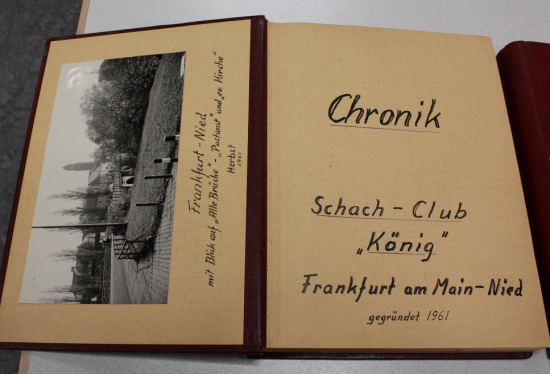 Frankfurt-Nied
mit Blick auf „Alte Brücke" - „Postamt" und „ev. Kirche"
Herbst
1961
Chronik
Schach-Club
„König"
Frankfurt am Main-Nied
gegründet 1961